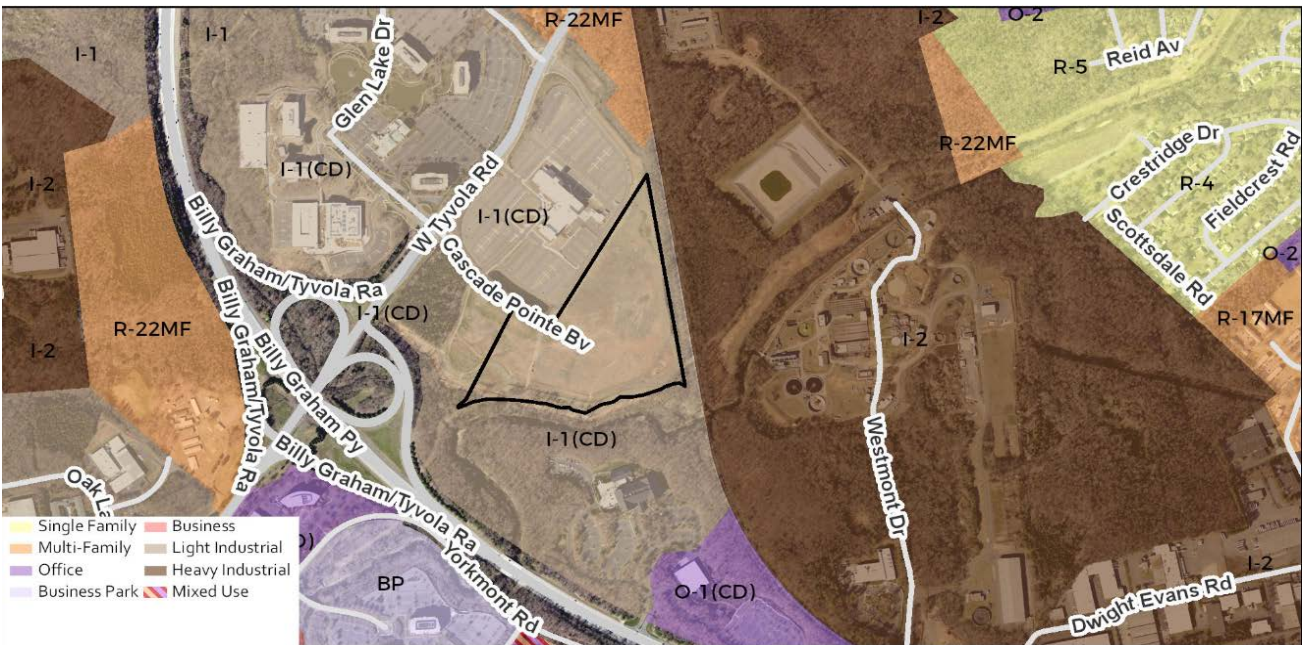 R-22MF
I-2
O-2
I-1
I-1
Glen Lake Dr
R-5
Reid Av
R-22MF
Crestridge Dr
R-4
Fieldcrest Rd
Scottsdale Rd
O-2
I-2
I-1(CD)
W Tyvola Rd
I-1(CD)
Cascade Pointe Bv
Billy Graham/Tyvola Ra
I-1(CD)
R-22MF
I-2
Billy Graham/Tyvola Ra
Billy Graham Py
I-2
R-17MF
I-1(CD)
Westmont Dr
Billy Graham/Tyvola Ra
Yorkmont Rd
BP
O-1(CD)
I-2
Dwight Evans Rd
Oak La
Single Family
Business
Multi-Family
Light Industrial
Office
Heavy Industrial
Business Park
Mixed Use